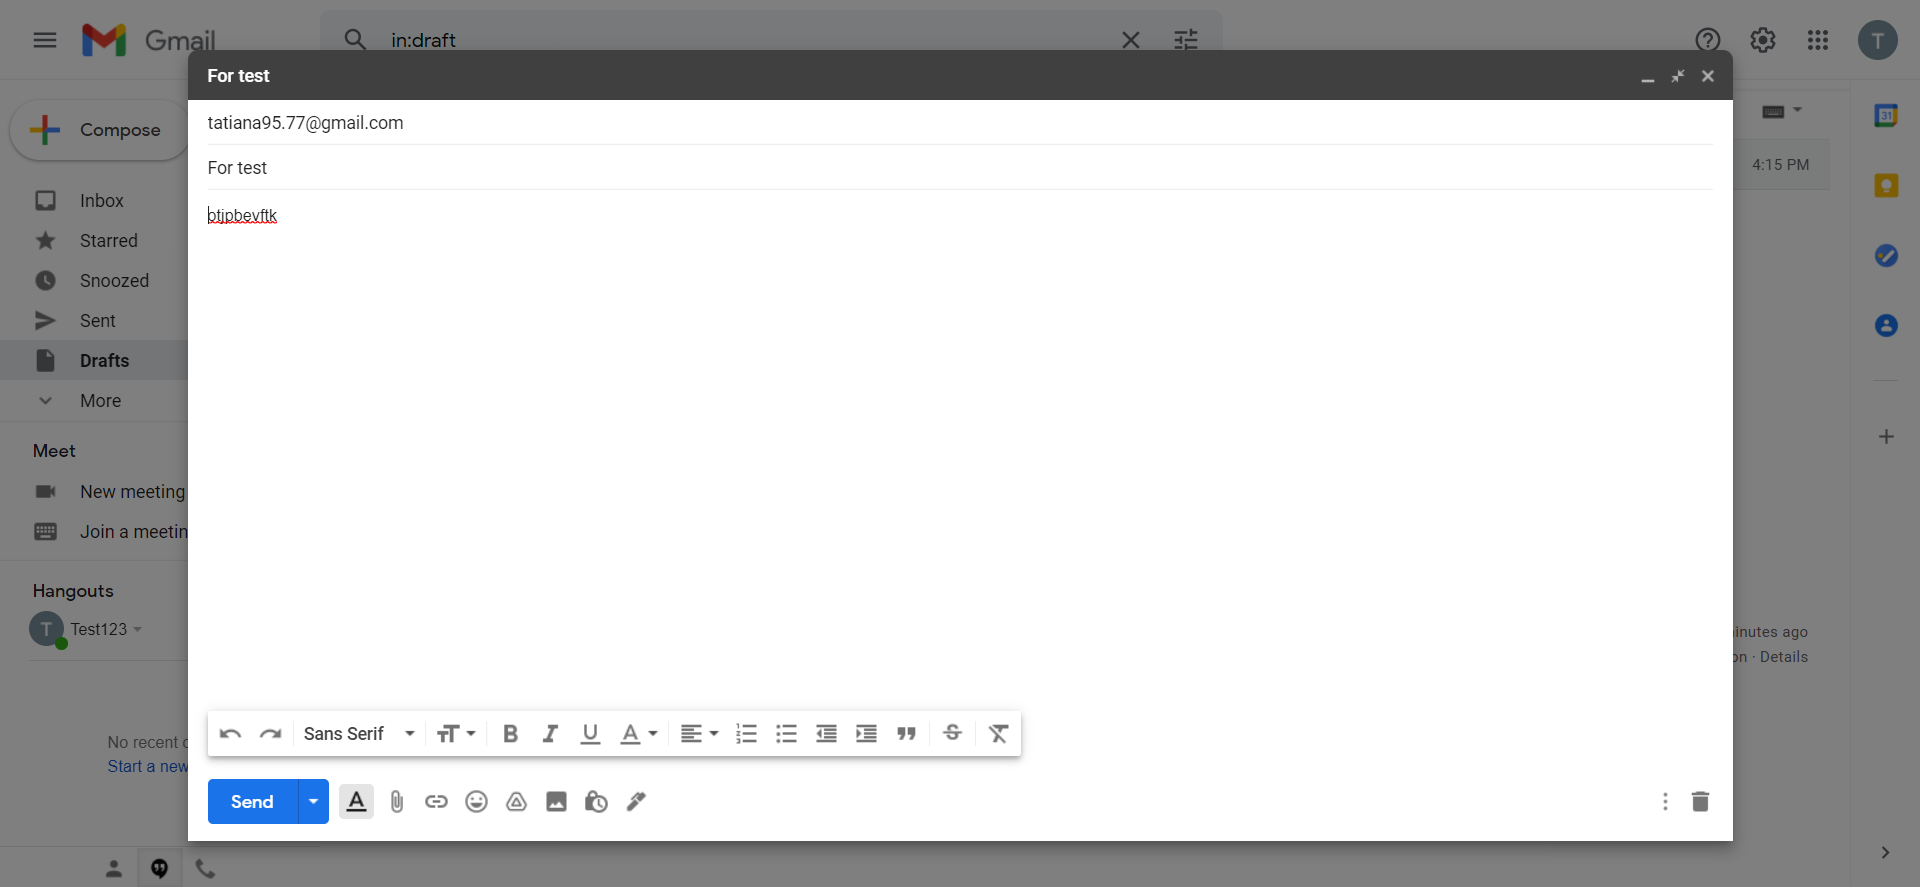 Gmail
in:draft
For test
tatiana95.77@gmail.com
For test
btjpbevftk
Compose
Inbox
Starred
Snoozed
Sent
Drafts
More
Meet
New meeting
Join a meetin
Hangouts
T Test123
No recent c
Start a new
T
31
4:15 PM
inutes ago
on · Details
Sans Serif
Send